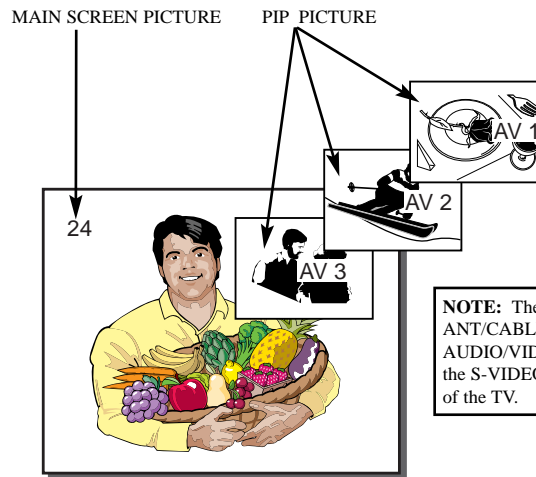 MAIN SCREEN PICTURE
PIP PICTURE
AV 1
AV 2
24
AV 3
NOTE: The
ANT/CABL
AUDIO/VID
the S-VIDEO
of the TV.